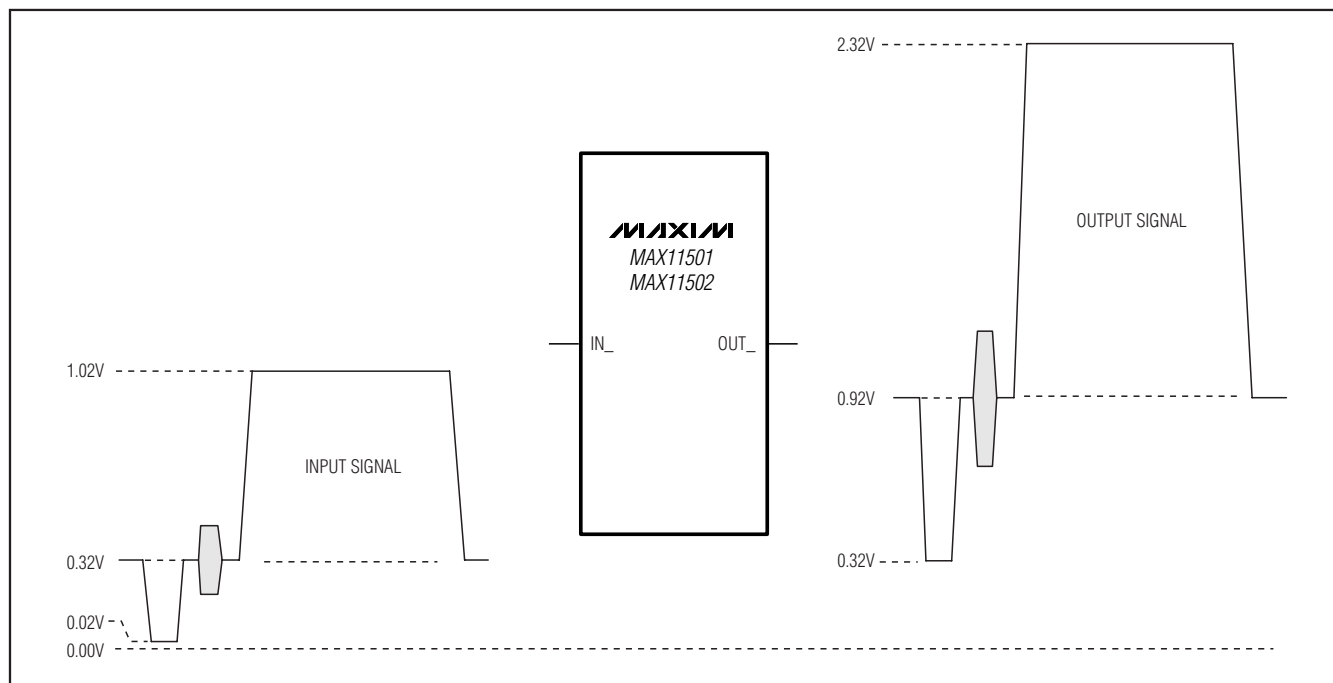 2.32V
OUTPUT SIGNAL
MAXIM
MAX11501
MAX11502
IN_
OUT_
1.02V
0.92V
INPUT SIGNAL
0.32V
0.32V
0.02V
0.00V